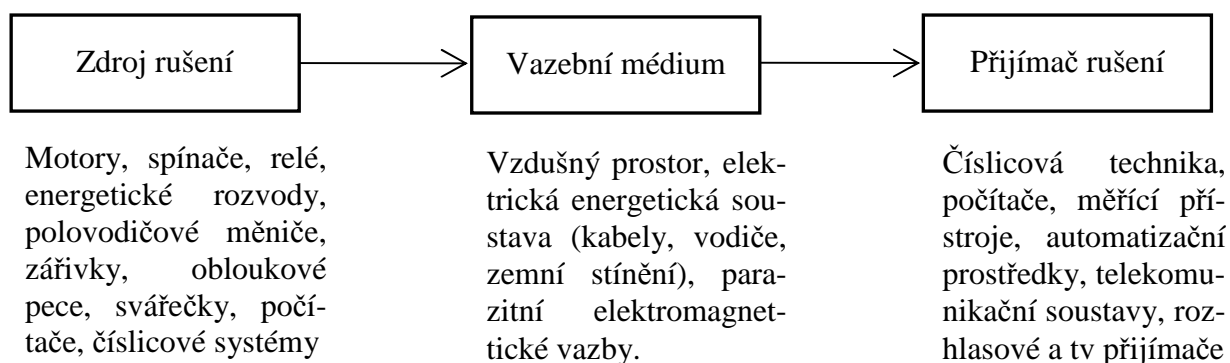 Zdroj rušení
Vazební médium
Přijímač rušení
Motory, spínače, relé,
energetické rozvody,
polovodičové měniče,
zářivky, obloukové
pece, svářečky, počí-
tače, číslicové systémy
Vzdušný prostor, elek-
trická energetická sou-
stava (kabely, vodiče,
zemní stínění), para-
zitní elektromagnet-
tické vazby.
Číslicová technika,
počítače, měřící pří-
stroje, automatizační
prostředky, telekomu-
nikační soustavy, roz-
hlasové a tv přijímače